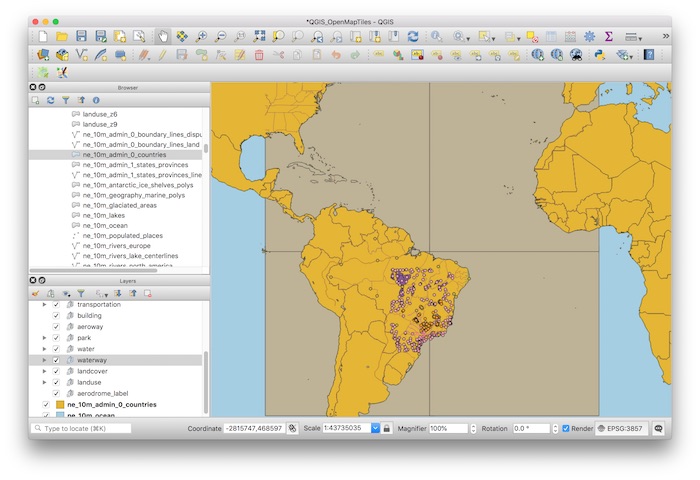 *QGIS_OpenMapTiles - QGIS
Browser
landuse_z6
landuse_z9
ne_10m_admin_0_boundary_lines_dispu
ne_10m_admin_0_boundary_lines_land
ne_10m_admin_0_countries
ne_10m_admin_1_states_provinces
ne_10m_admin_1_states_provinces_line
ne_10m_antarctic_ice_shelves_polys
ne_10m_geography_marine_polys
ne_10m_glaciated_areas
ne_10m_lakes
ne_10m_ocean
ne_10m_populated_places
ne_10m_rivers_europe
ne_10m_rivers_lake_centerlines
ne_10m_rivers_north_america
Layers
transportation
building
aeroway
park
water
waterway
landcover
landuse
aerodrome_label
ne_10m_admin_0_countries
ne_10m_ocean
Type to locate (⌘K)
Coordinate -2815747,468597
Scale 1:43735035
Magnifier 100%
Rotation 0.0 °
Render
EPSG:3857